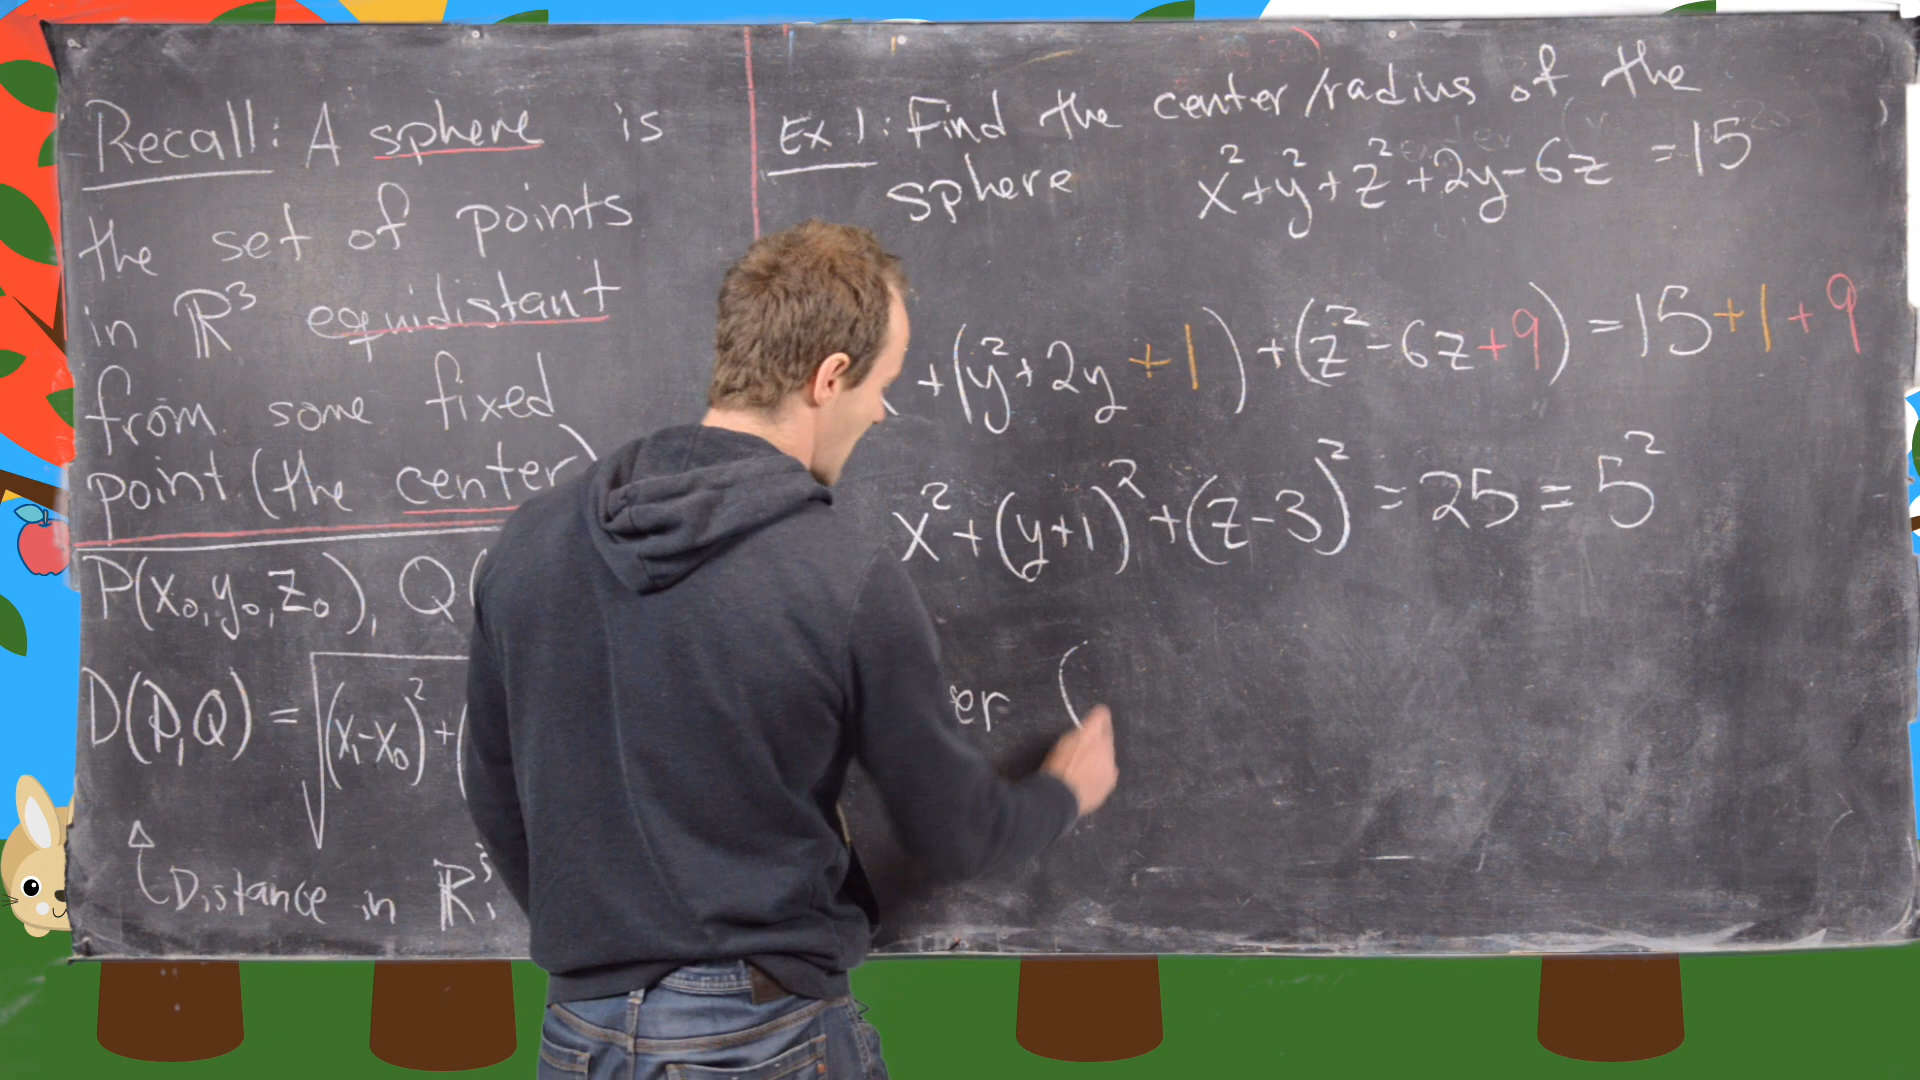 Recall: A sphere is
the set of points
in ℝ³ equidistant
from some fixed
point (the center)
P(x₀,y₀,z₀), Q(
D(P,Q) = √(x₁-x₀)²+(
Distance in ℝ³
Ex 1: Find the center/radius of the
sphere x²+y²+z²+2y-6z =15
+(y²+2y+1)+(z²-6z+9)=15+1+9
x²+(y+1)²+(z-3)²=25=5²
er (